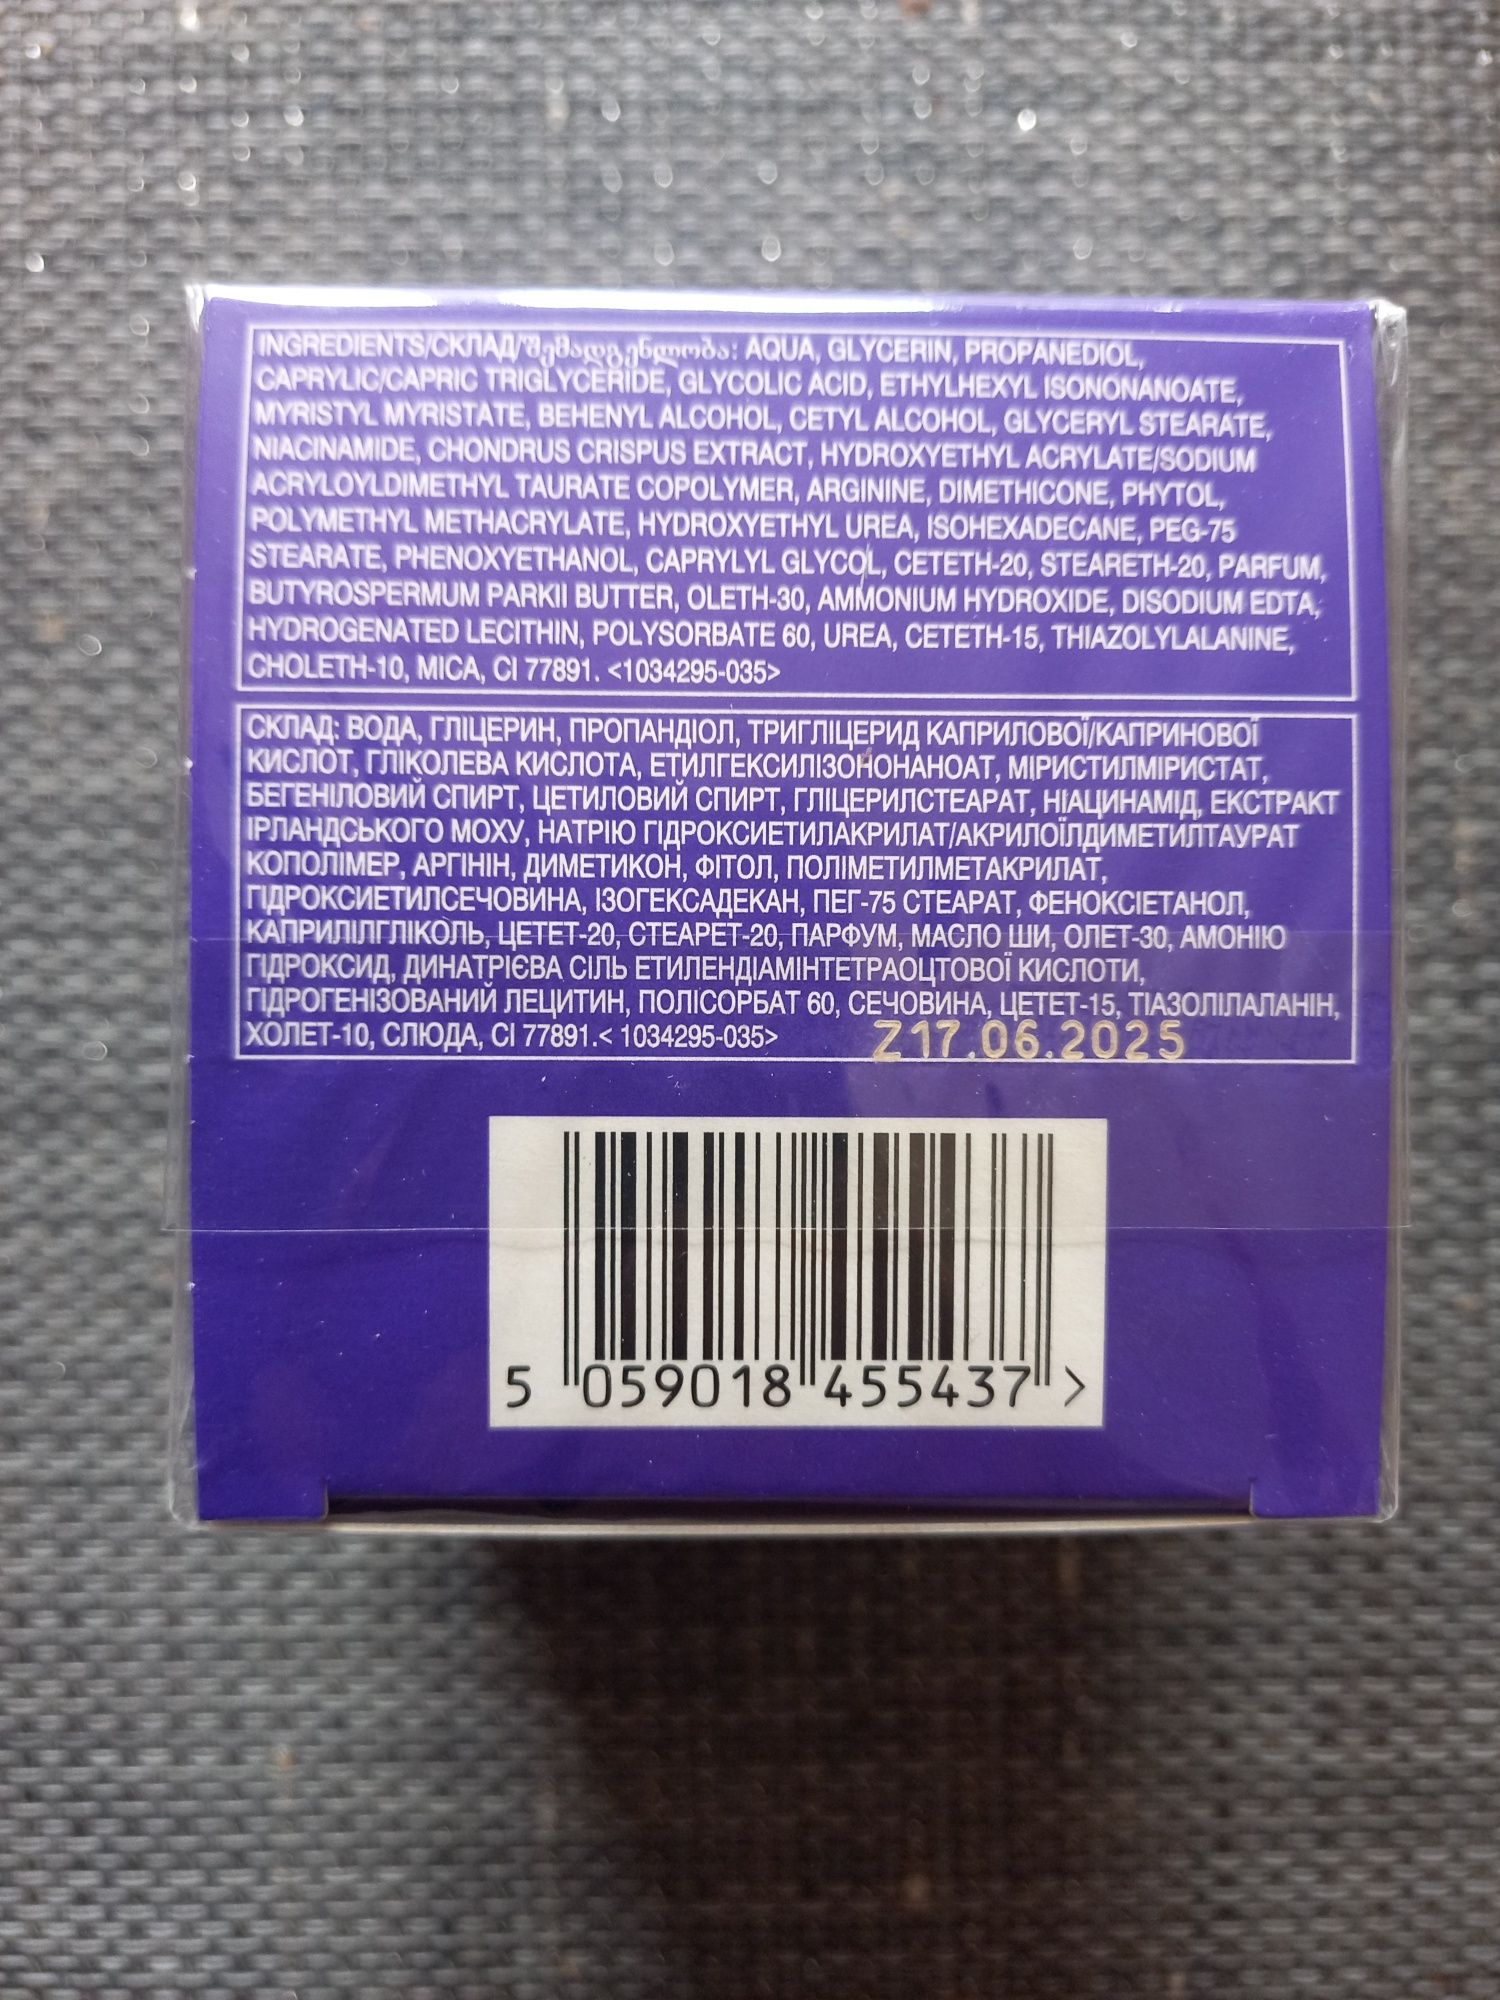 INGREDIENTS/СКЛАД/შემადგენლობა: AQUA, GLYCERIN, PROPANEDIOL,
CAPRYLIC/CAPRIC TRIGLYCERIDE, GLYCOLIC ACID, ETHYLHEXYL ISONONANOATE,
MYRISTYL MYRISTATE, BEHENYL ALCOHOL, CETYL ALCOHOL, GLYCERYL STEARATE,
NIACINAMIDE, CHONDRUS CRISPUS EXTRACT, HYDROXYETHYL ACRYLATE/SODIUM
ACRYLOYLDIMETHYL TAURATE COPOLYMER, ARGININE, DIMETHICONE, PHYTOL,
POLYMETHYL METHACRYLATE, HYDROXYETHYL UREA, ISOHEXADECANE, PEG-75
STEARATE, PHENOXYETHANOL, CAPRYLYL GLYCOL, CETETH-20, STEARETH-20, PARFUM,
BUTYROSPERMUM PARKII BUTTER, OLETH-30, AMMONIUM HYDROXIDE, DISODIUM EDTA,
HYDROGENATED LECITHIN, POLYSORBATE 60, UREA, CETETH-15, THIAZOLYLALANINE,
CHOLETH-10, MICA, CI 77891. <1034295-035>
СКЛАД: ВОДА, ГЛІЦЕРИН, ПРОПАНДІОЛ, ТРИГЛІЦЕРИД КАПРИЛОВОЇ/КАПРИНОВОЇ
КИСЛОТ, ГЛІКОЛЕВА КИСЛОТА, ЕТИЛГЕКСИЛІЗОНОНАНОАТ, МІРИСТИЛМІРИСТАТ,
БЕГЕНІЛОВИЙ СПИРТ, ЦЕТИЛОВИЙ СПИРТ, ГЛІЦЕРИЛСТЕАРАТ, НІАЦИНАМІД, ЕКСТРАКТ
ІРЛАНДСЬКОГО МОХУ, НАТРІЮ ГІДРОКСИЕТИЛАКРИЛАТ/АКРИЛОЇЛДИМЕТИЛТАУРАТ
КОПОЛІМЕР, АРГІНІН, ДИМЕТИКОН, ФІТОЛ, ПОЛІМЕТИЛМЕТАКРИЛАТ,
ГІДРОКСИЕТИЛСЕЧОВИНА, ІЗОГЕКСАДЕКАН, ПЕГ-75 СТЕАРАТ, ФЕНОКСІЕТАНОЛ,
КАПРИЛІЛГЛІКОЛЬ, ЦЕТЕТ-20, СТЕАРЕТ-20, ПАРФУМ, МАСЛО ШИ, ОЛЕТ-30, АМОНІЮ
ГІДРОКСИД, ДИНАТРІЄВА СІЛЬ ЕТИЛЕНДІАМІНТЕТРАОЦТОВОЇ КИСЛОТИ,
ГІДРОГЕНІЗОВАНИЙ ЛЕЦИТИН, ПОЛІСОРБАТ 60, СЕЧОВИНА, ЦЕТЕТ-15, ТІАЗОЛІЛАЛАНІН,
ХОЛЕТ-10, СЛЮДА, CI 77891.< 1034295-035>
Z17.06.2025
5 059018 455437 >